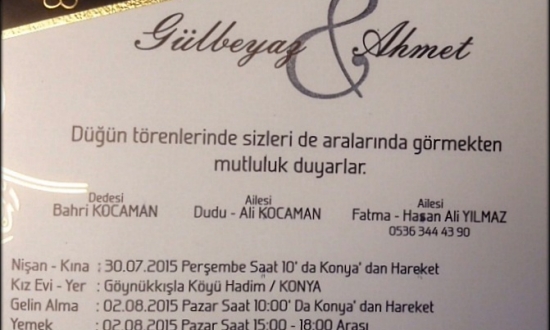 Gülbeyaz & Ahmet
Düğün törenlerinde sizleri de aralarında görmekten
mutluluk duyarlar.
Dedesi
Bahri KOCAMAN
Ailesi
Dudu - Ali KOCAMAN
Ailesi
Fatma - Hasan Ali YILMAZ
0536 344 43 90
Nişan - Kına : 30.07.2015 Perşembe Saat 10' da Konya' dan Hareket
Kız Evi - Yer : Göynükkışla Köyü Hadim / KONYA
Gelin Alma : 02.08.2015 Pazar Saat 10:00' Da Konya' dan Hareket
Yemek : 02.08.2015 Pazar Saat 15:00 - 18:00 Arası